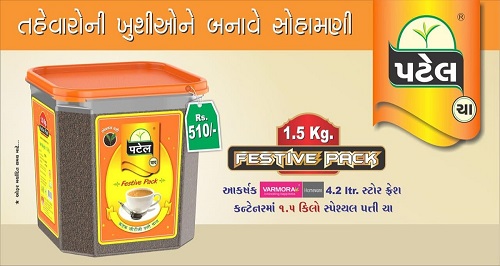 તહેવારોની ખુશીઓને બનાવે સોહામણી
®
પટેલ
ચા
Rs.
510/-
પટેલ
ચા
Festive Pack
1.5 Kg.
FESTIVE PACK
આકર્ષક VARMORA 4.2 ltr. સ્ટોર ફ્રેશ
કન્ટેનરમાં ૧.૫ કિલો સ્પેશ્યલ પત્તી ચા